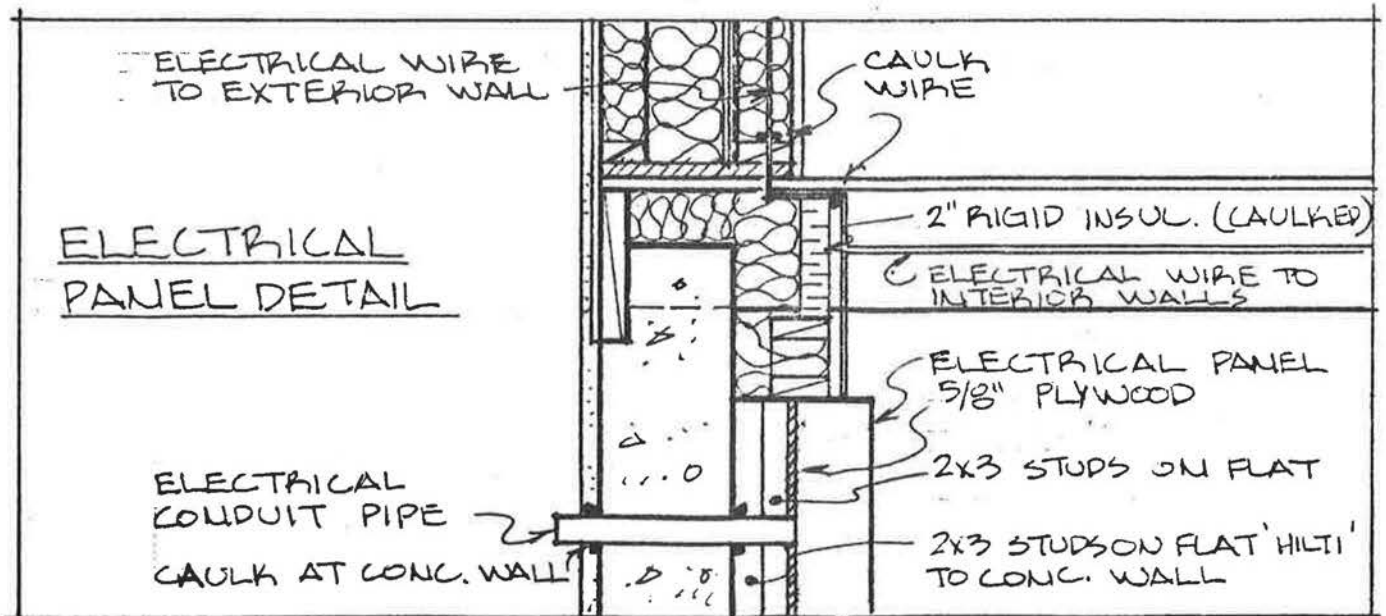 ELECTRICAL WIRE
TO EXTERIOR WALL
CAULK
WIRE
ELECTRICAL
PANEL DETAIL
2" RIGID INSUL. (CAULKED)
ELECTRICAL WIRE TO
INTERIOR WALLS
ELECTRICAL PANEL
5/8" PLYWOOD
2x3 STUDS ON FLAT
ELECTRICAL
CONDUIT PIPE
CAULK AT CONC. WALL
2x3 STUDS ON FLAT 'HILTI'
TO CONC. WALL